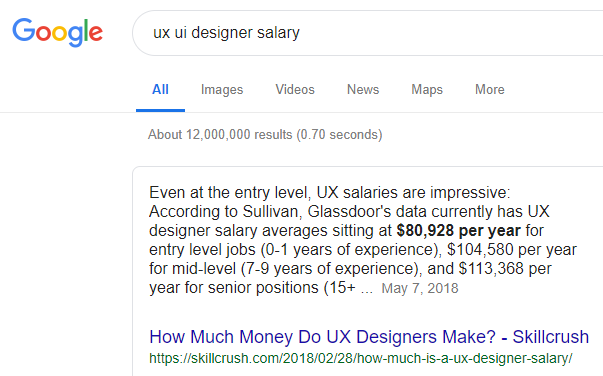 Google
ux ui designer salary
All Images Videos News Maps More
About 12,000,000 results (0.70 seconds)
Even at the entry level, UX salaries are impressive:
According to Sullivan, Glassdoor's data currently has UX
designer salary averages sitting at $80,928 per year for
entry level jobs (0-1 years of experience), $104,580 per year
for mid-level (7-9 years of experience), and $113,368 per
year for senior positions (15+ ... May 7, 2018
How Much Money Do UX Designers Make? - Skillcrush
https://skillcrush.com/2018/02/28/how-much-is-a-ux-designer-salary/